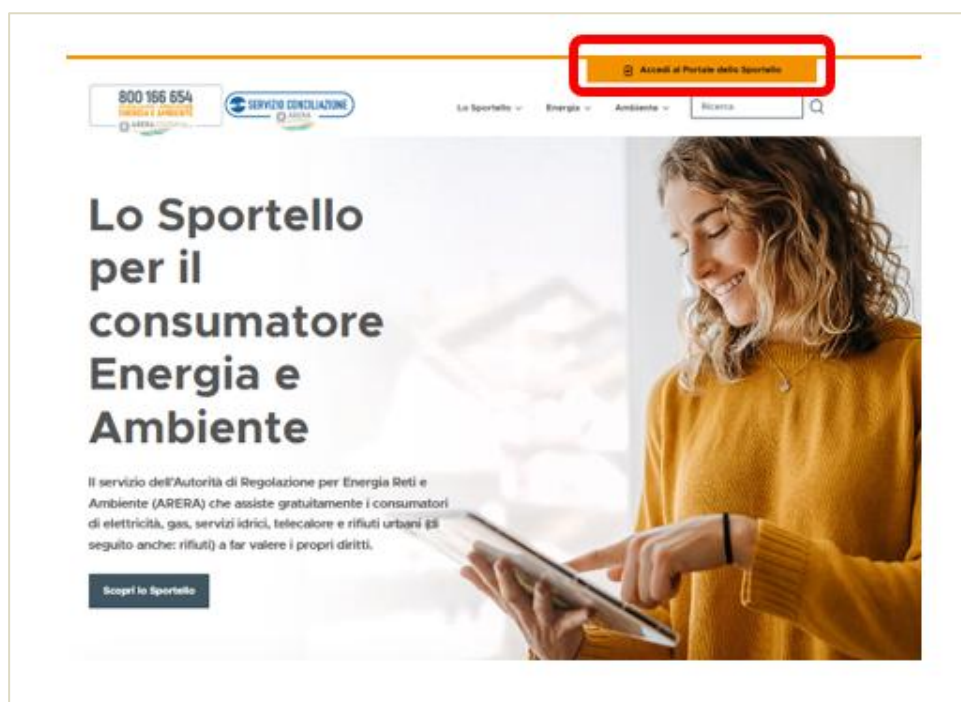 Accedi al Portale dello Sportello
800 166 654
ENERGIA E AMBIENTE
ARERA
SERVIZIO CONCILIAZIONE
ARERA
Lo Sportello
Energia
Ambiente
Ricerca
Lo Sportello
per il
consumatore
Energia e
Ambiente
Il servizio dell'Autorità di Regolazione per Energia Reti e
Ambiente (ARERA) che assiste gratuitamente i consumatori
di elettricità, gas, servizi idrici, telecalore e rifiuti urbani (di
seguito anche: rifiuti) a far valere i propri diritti.
Scopri lo Sportello